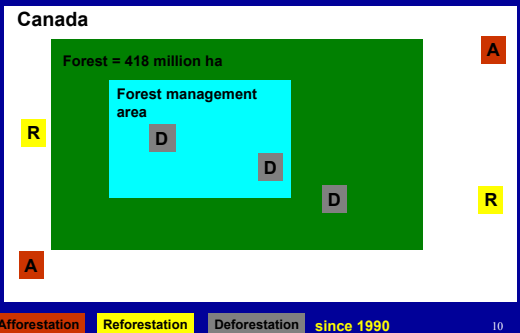 Canada
A
Forest = 418 million ha
Forest management
area
R
D
D
D
R
A
Afforestation Reforestation Deforestation since 1990 10